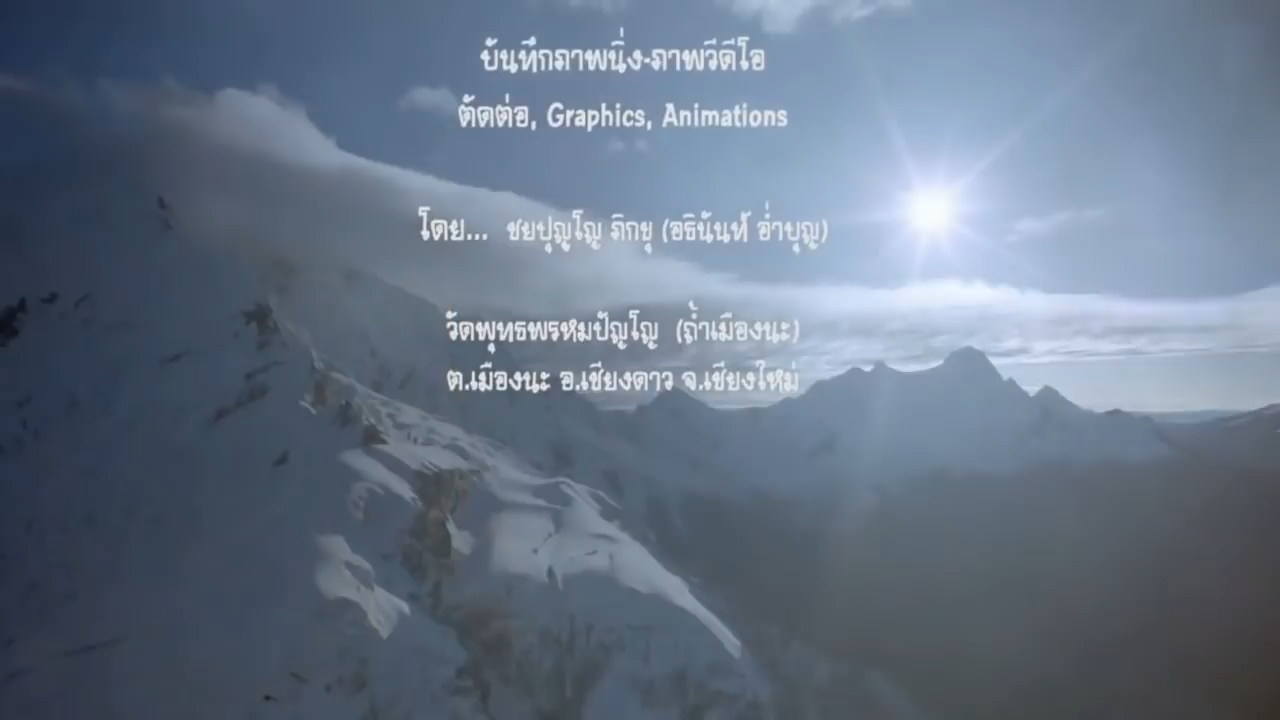 บันทึกภาพนิ่ง-ภาพวีดีโอ
ตัดต่อ, Graphics, Animations
โดย... ชยปุญโญ ภิกขุ (อธินันท์ อ่ำบุญ)
วัดพุทธพรหมปัญโญ (ถ้ำเมืองนะ)
ต.เมืองนะ อ.เชียงดาว จ.เชียงใหม่